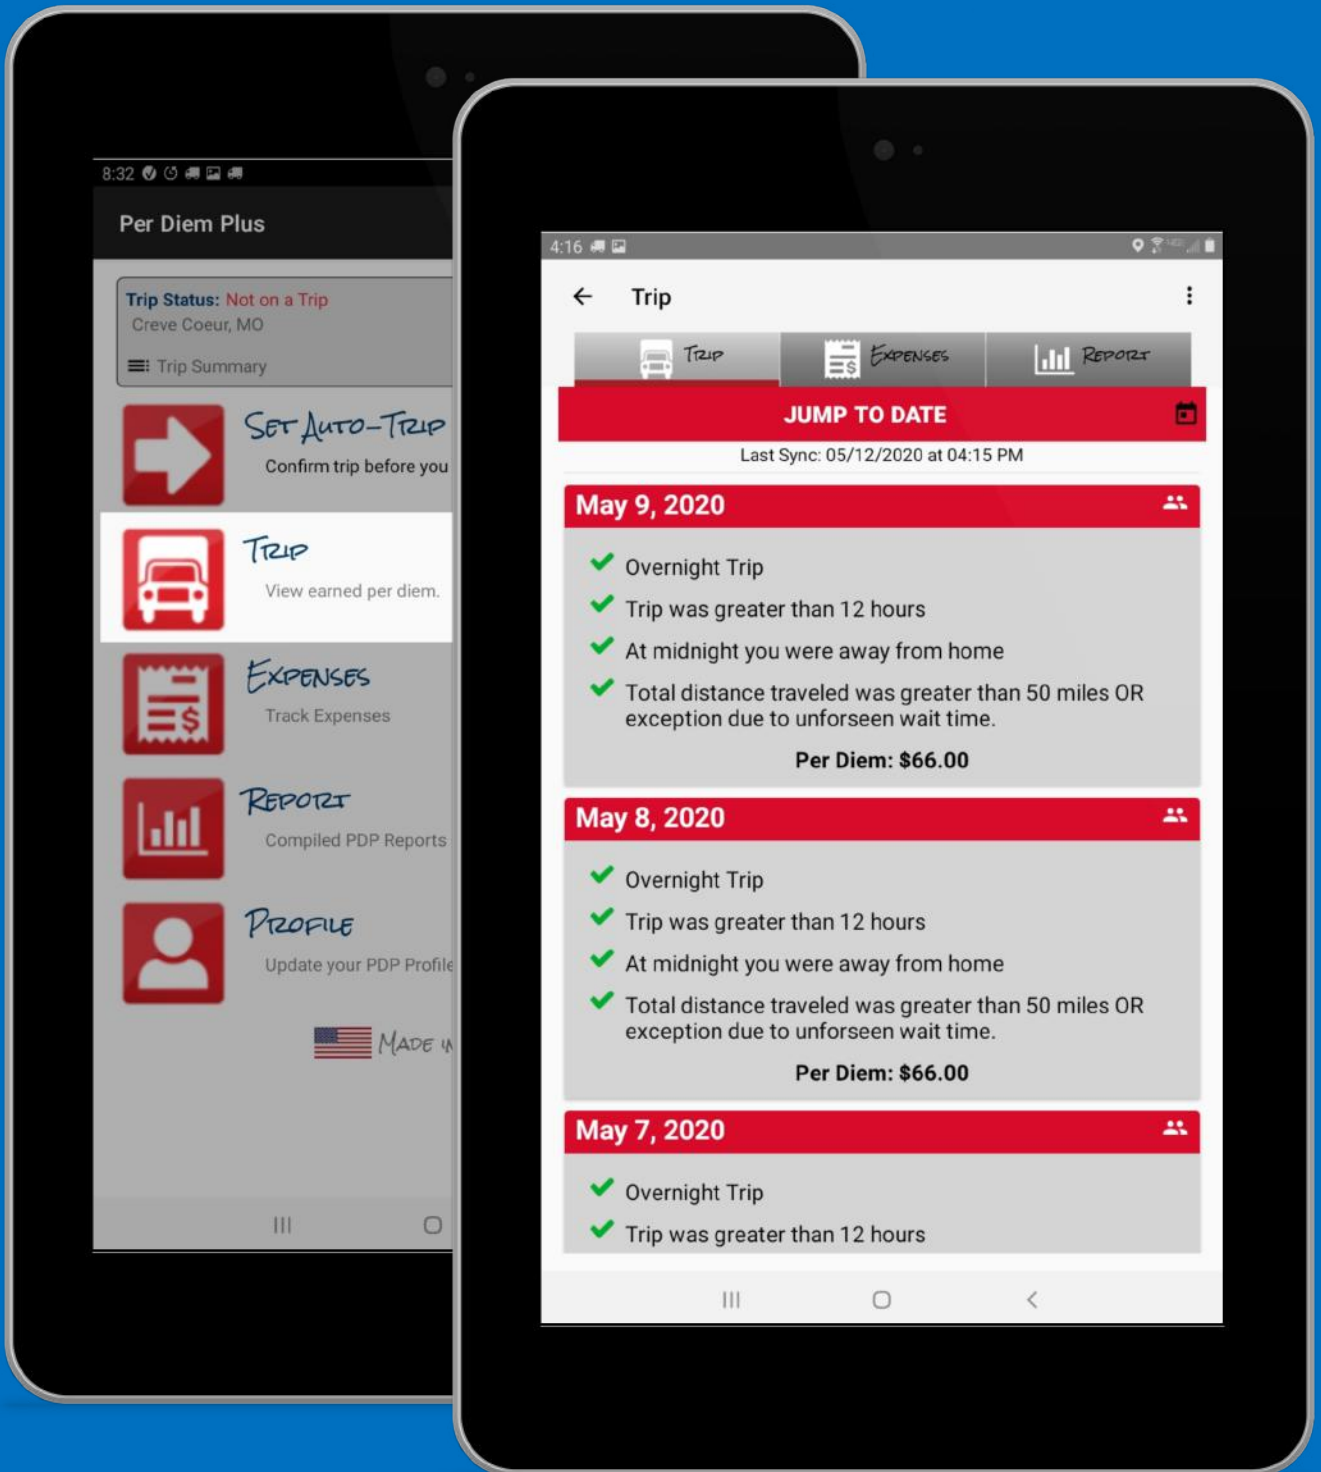 8:32
Per Diem Plus
Trip Status: Not on a Trip
Creve Coeur, MO
Trip Summary
SET AUTO-TRIP
Confirm trip before you
TRIP
View earned per diem.
EXPENSES
Track Expenses
REPORT
Compiled PDP Reports
PROFILE
Update your PDP Profile
MADE IN
4:16
Trip
TRIP EXPENSES REPORT
JUMP TO DATE
Last Sync: 05/12/2020 at 04:15 PM
May 9, 2020
Overnight Trip
Trip was greater than 12 hours
At midnight you were away from home
Total distance traveled was greater than 50 miles OR
exception due to unforseen wait time.
Per Diem: $66.00
May 8, 2020
Overnight Trip
Trip was greater than 12 hours
At midnight you were away from home
Total distance traveled was greater than 50 miles OR
exception due to unforseen wait time.
Per Diem: $66.00
May 7, 2020
Overnight Trip
Trip was greater than 12 hours